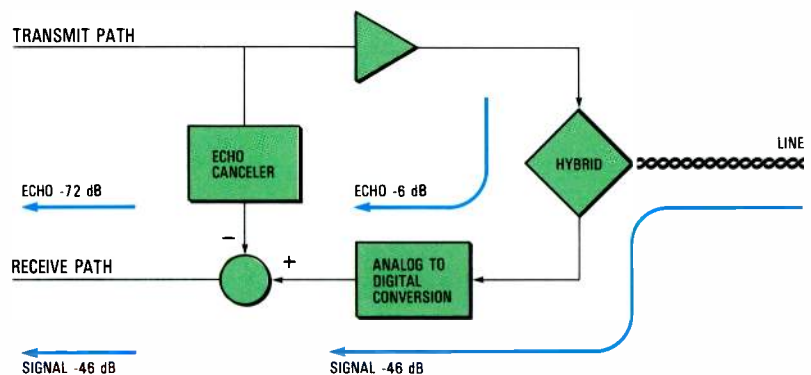 TRANSMIT PATH
LINE
ECHO
CANCELER
HYBRID
ECHO -72 dB
ECHO -6 dB
–
+
RECEIVE PATH
ANALOG TO
DIGITAL
CONVERSION
SIGNAL -46 dB
SIGNAL -46 dB